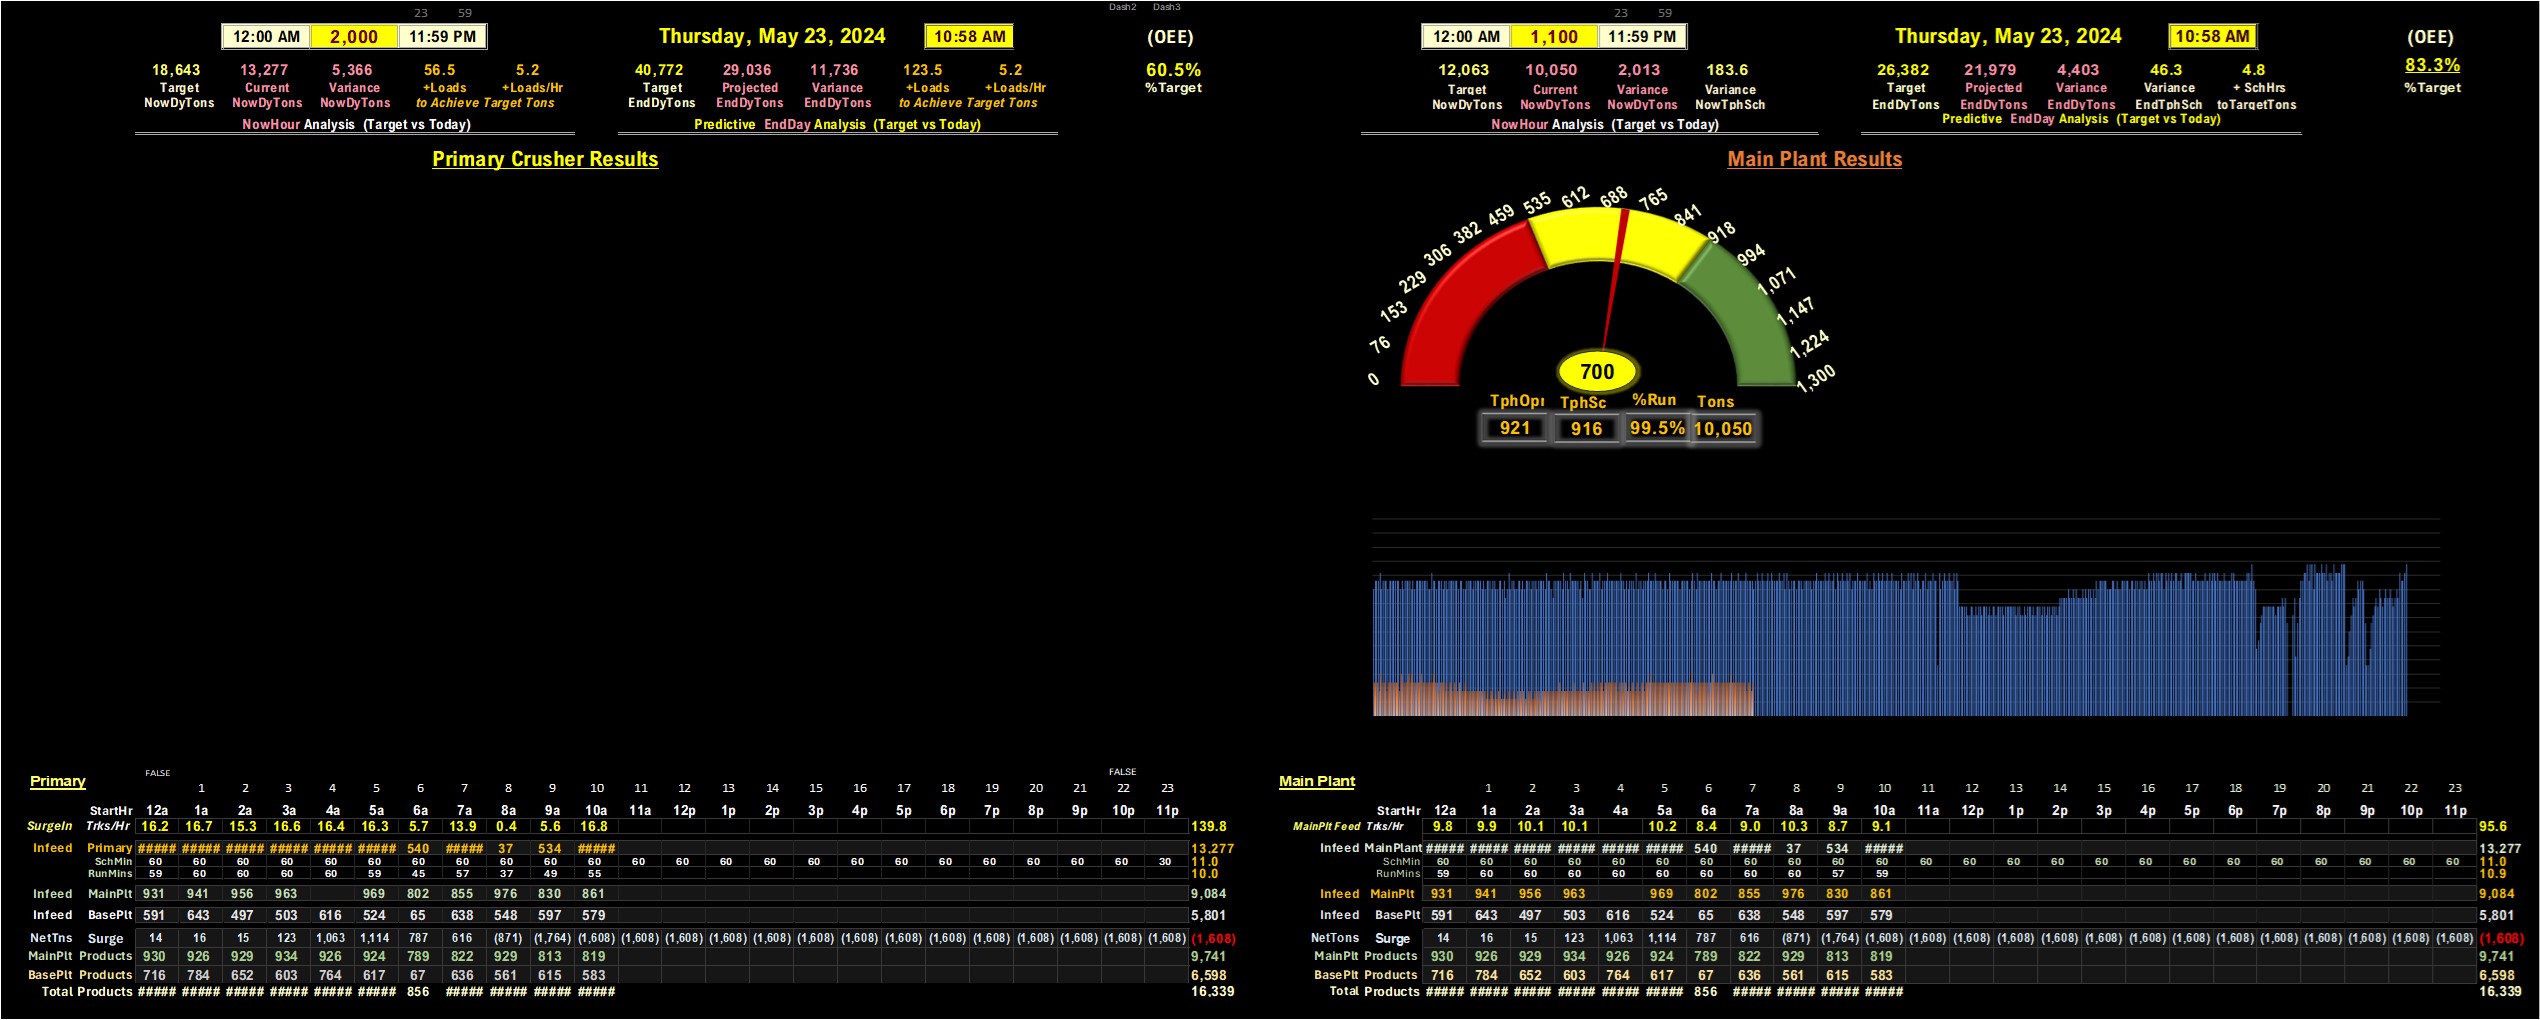 23 59 Dash2 Dash3
12:00 AM 2,000 11:59 PM Thursday, May 23, 2024 10:58 AM (OEE)
18,643 13,277 5,366 56.5 5.2 40,772 29,036 11,736 123.5 5.2 60.5%
Target Current Variance +Loads +Loads/Hr Target Projected Variance +Loads +Loads/Hr %Target
NowDyTons NowDyTons NowDyTons to Achieve Target Tons EndDyTons EndDyTons EndDyTons to Achieve Target Tons
NowHour Analysis (Target vs Today) Predictive EndDay Analysis (Target vs Today)
Primary Crusher Results
23 59
12:00 AM 1,100 11:59 PM Thursday, May 23, 2024 10:58 AM (OEE)
12,063 10,050 2,013 183.6 26,382 21,979 4,403 46.3 4.8 83.3%
Target Current Variance Variance Target Projected Variance Variance + SchHrs %Target
NowDyTons NowDyTons NowDyTons NowTphSch EndDyTons EndDyTons EndDyTons EndTphSch toTargetTons
NowHour Analysis (Target vs Today) Predictive EndDay Analysis (Target vs Today)
Main Plant Results
0 76 153 229 306 382 459 535 612 688 765 841 918 994 1,071 1,147 1,224 1,300
700
TphOpr TphSc %Run Tons
921 916 99.5% 10,050
FALSE FALSE
Primary 1 2 3 4 5 6 7 8 9 10 11 12 13 14 15 16 17 18 19 20 21 22 23
StartHr 12a 1a 2a 3a 4a 5a 6a 7a 8a 9a 10a 11a 12p 1p 2p 3p 4p 5p 6p 7p 8p 9p 10p 11p
SurgeIn Trks/Hr 16.2 16.7 15.3 16.6 16.4 16.3 5.7 13.9 0.4 5.6 16.8 139.8
Infeed Primary ##### ##### ##### ##### ##### ##### 540 ##### 37 534 ##### 13,277
SchMin 60 60 60 60 60 60 60 60 60 60 60 60 60 60 60 60 60 60 60 60 60 60 60 30 11.0
RunMins 59 60 60 60 60 59 45 57 37 49 55 10.0
Infeed MainPlt 931 941 956 963 969 802 855 976 830 861 9,084
Infeed BasePlt 591 643 497 503 616 524 65 638 548 597 579 5,801
NetTns Surge 14 16 15 123 1,063 1,114 787 616 (871) (1,764) (1,608) (1,608) (1,608) (1,608) (1,608) (1,608) (1,608) (1,608) (1,608) (1,608) (1,608) (1,608) (1,608) (1,608) (1,608)
MainPlt Products 930 926 929 934 926 924 789 822 929 813 819 9,741
BasePlt Products 716 784 652 603 764 617 67 636 561 615 583 6,598
Total Products ##### ##### ##### ##### ##### ##### 856 ##### ##### ##### ##### 16,339
Main Plant 1 2 3 4 5 6 7 8 9 10 11 12 13 14 15 16 17 18 19 20 21 22 23
StartHr 12a 1a 2a 3a 4a 5a 6a 7a 8a 9a 10a 11a 12p 1p 2p 3p 4p 5p 6p 7p 8p 9p 10p 11p
MainPlt Feed Trks/Hr 9.8 9.9 10.1 10.1 10.2 8.4 9.0 10.3 8.7 9.1 95.6
Infeed MainPlant ##### ##### ##### ##### ##### ##### 540 ##### 37 534 ##### 13,277
SchMin 60 60 60 60 60 60 60 60 60 60 60 60 60 60 60 60 60 60 60 60 60 60 60 60 11.0
RunMins 59 60 60 60 60 60 60 60 60 57 59 10.9
Infeed MainPlt 931 941 956 963 969 802 855 976 830 861 9,084
Infeed BasePlt 591 643 497 503 616 524 65 638 548 597 579 5,801
NetTons Surge 14 16 15 123 1,063 1,114 787 616 (871) (1,764) (1,608) (1,608) (1,608) (1,608) (1,608) (1,608) (1,608) (1,608) (1,608) (1,608) (1,608) (1,608) (1,608) (1,608) (1,608)
MainPlt Products 930 926 929 934 926 924 789 822 929 813 819 9,741
BasePlt Products 716 784 652 603 764 617 67 636 561 615 583 6,598
Total Products ##### ##### ##### ##### ##### ##### 856 ##### ##### ##### ##### 16,339